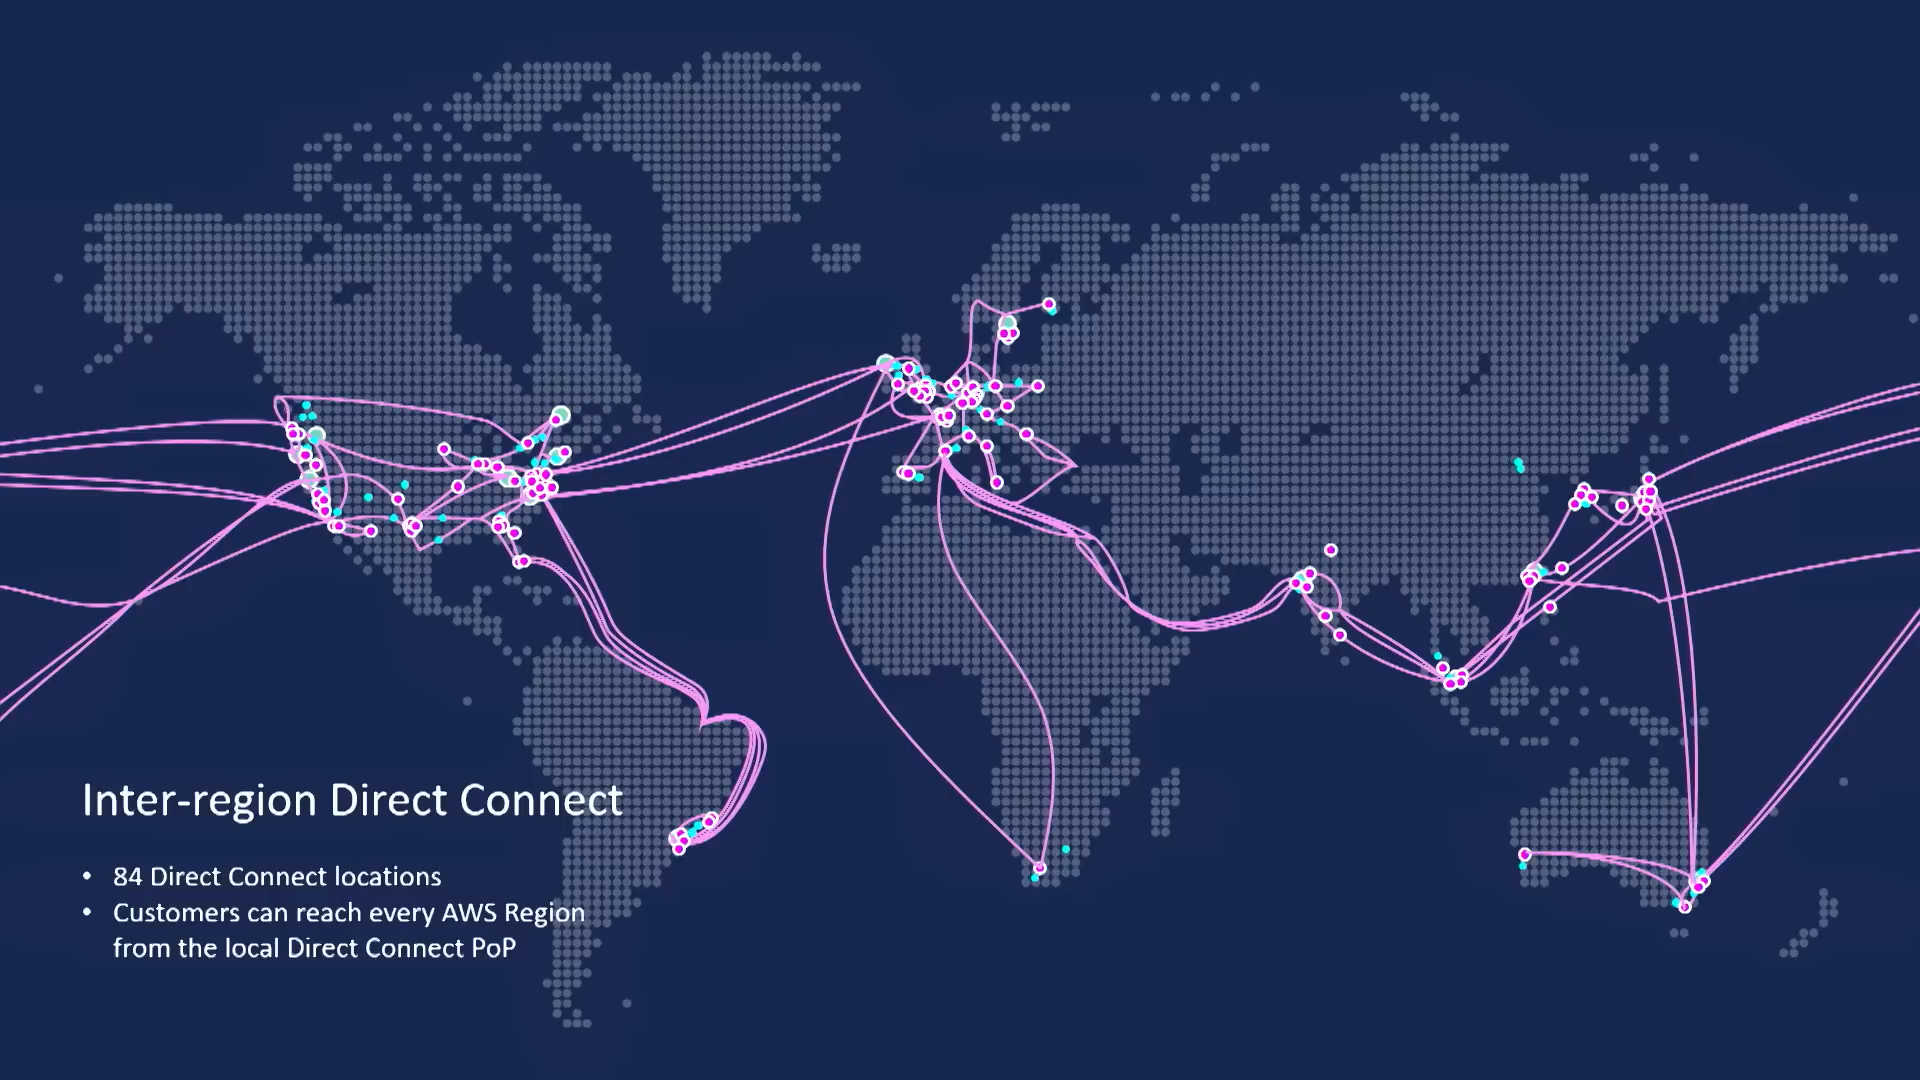 Inter-region Direct Connect
• 84 Direct Connect locations
• Customers can reach every AWS Region
from the local Direct Connect PoP